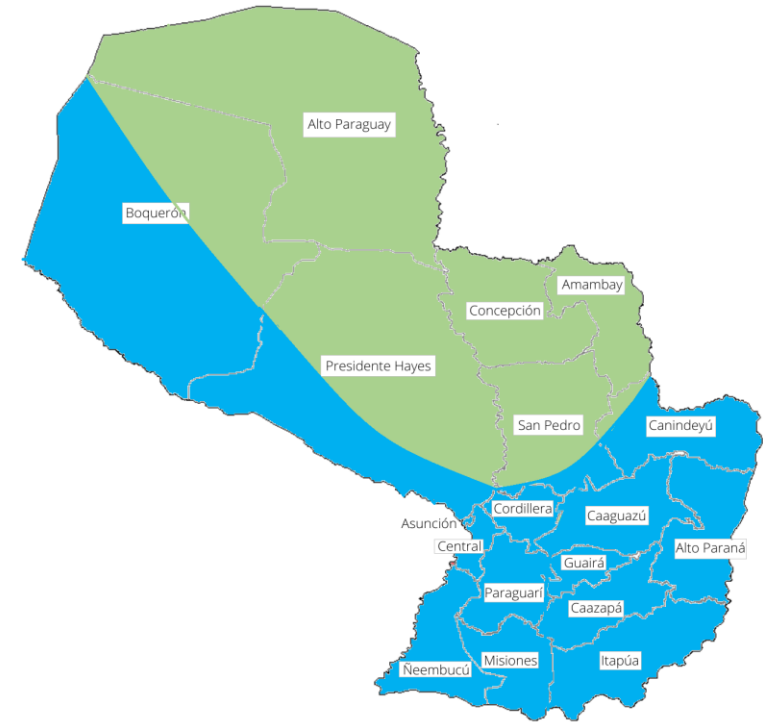 Alto Paraguay
Boquerón
Amambay
Concepción
Presidente Hayes
San Pedro
Canindeyú
Cordillera
Caaguazú
Asunción
Central
Alto Paraná
Guairá
Paraguarí
Caazapá
Ñeembucú
Misiones
Itapúa